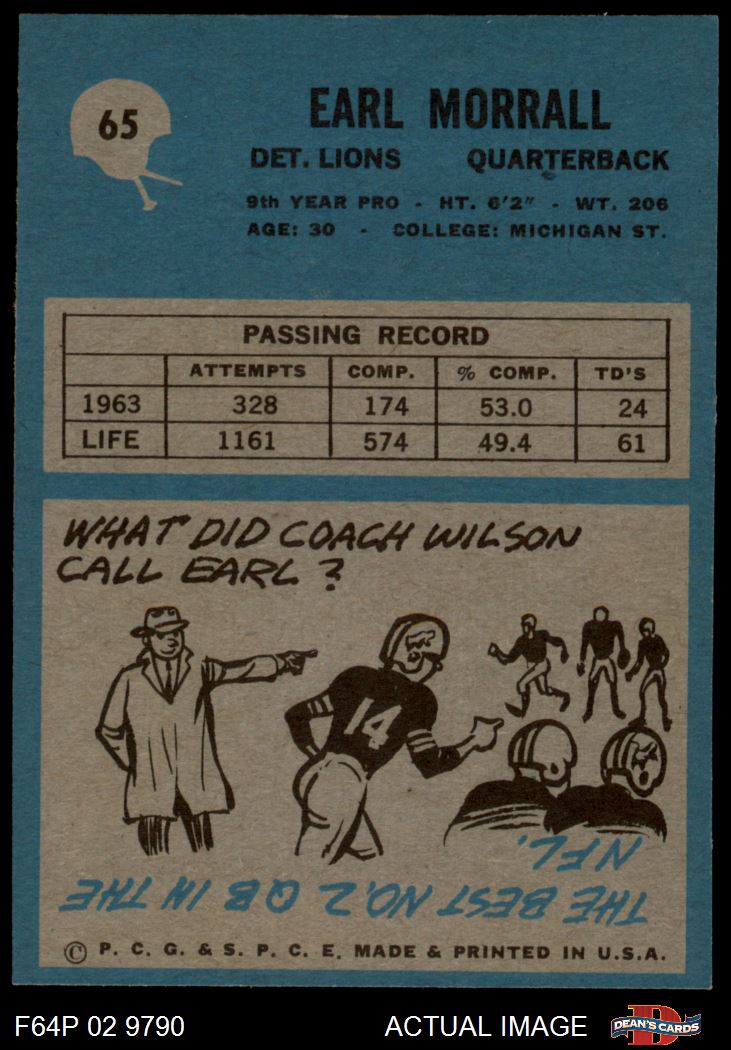 65
EARL MORRALL
DET. LIONS QUARTERBACK
9th YEAR PRO - HT. 6'2" - WT. 206
AGE: 30 - COLLEGE: MICHIGAN ST.
PASSING RECORD
ATTEMPTS COMP. % COMP. TD'S
1963 328 174 53.0 24
LIFE 1161 574 49.4 61
WHAT DID COACH WILSON
CALL EARL?
14
THE BEST NO. 2 QB IN THE
NFL.
© P. C. G. & S. P. C. E. MADE & PRINTED IN U.S.A.
F64P 02 9790 ACTUAL IMAGE
D
DEAN'S CARDS